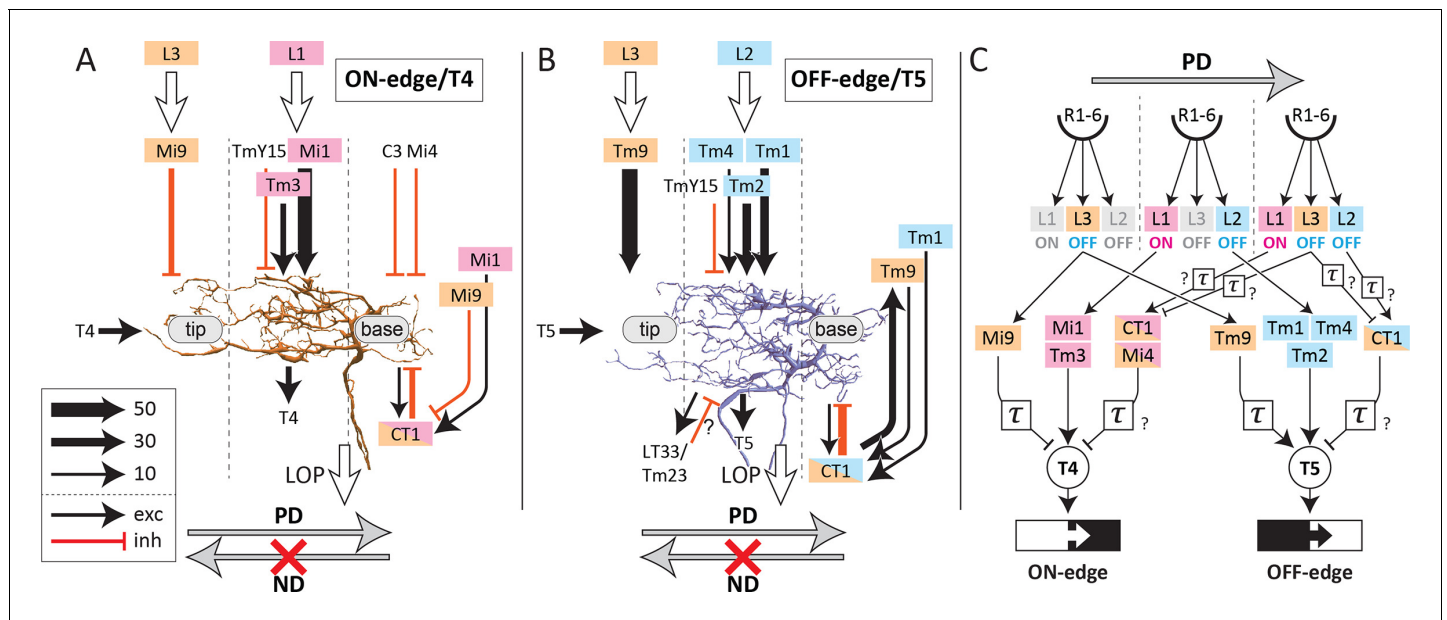 A
L3
L1
ON-edge/T4
Mi9
TmY15
Mi1
C3 Mi4
Tm3
Mi1
Mi9
T4
tip
base
T4
CT1
LOP
50
30
10
exc
inh
PD
ND
B
L3
L2
OFF-edge/T5
Tm9
Tm4
Tm1
TmY15
Tm2
Tm1
Tm9
T5
tip
base
?
LT33/
Tm23
T5
CT1
LOP
PD
ND
C
PD
R1-6
R1-6
R1-6
L1 L3 L2
L1 L3 L2
L1 L3 L2
ON OFF OFF
ON OFF OFF
ON OFF OFF
? τ τ τ ? τ ?
?
Mi9
Mi1
Tm3
CT1
Mi4
Tm9
Tm1 Tm4
Tm2
CT1
τ τ ? τ τ ?
T4
T5
ON-edge
OFF-edge